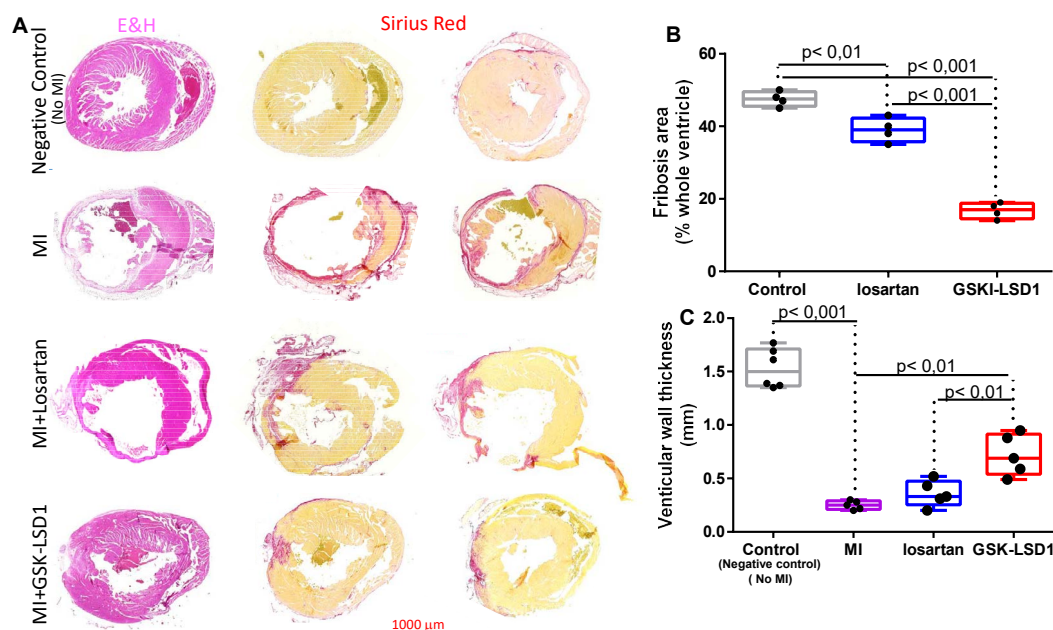 A
E&H
Sirius Red
Negative Control
(No MI)
MI
MI+Losartan
MI+GSK-LSD1
1000 µm
B
p< 0,01
p< 0,001
p< 0,001
Fribosis area
(% whole ventricle)
60
40
20
0
Control
losartan
GSKI-LSD1
C
p< 0,001
p< 0,01
p< 0,01
Venticular wall thickness
(mm)
2.0
1.5
1.0
0.5
0.0
Control
(Negative control)
( No MI)
MI
losartan
GSK-LSD1